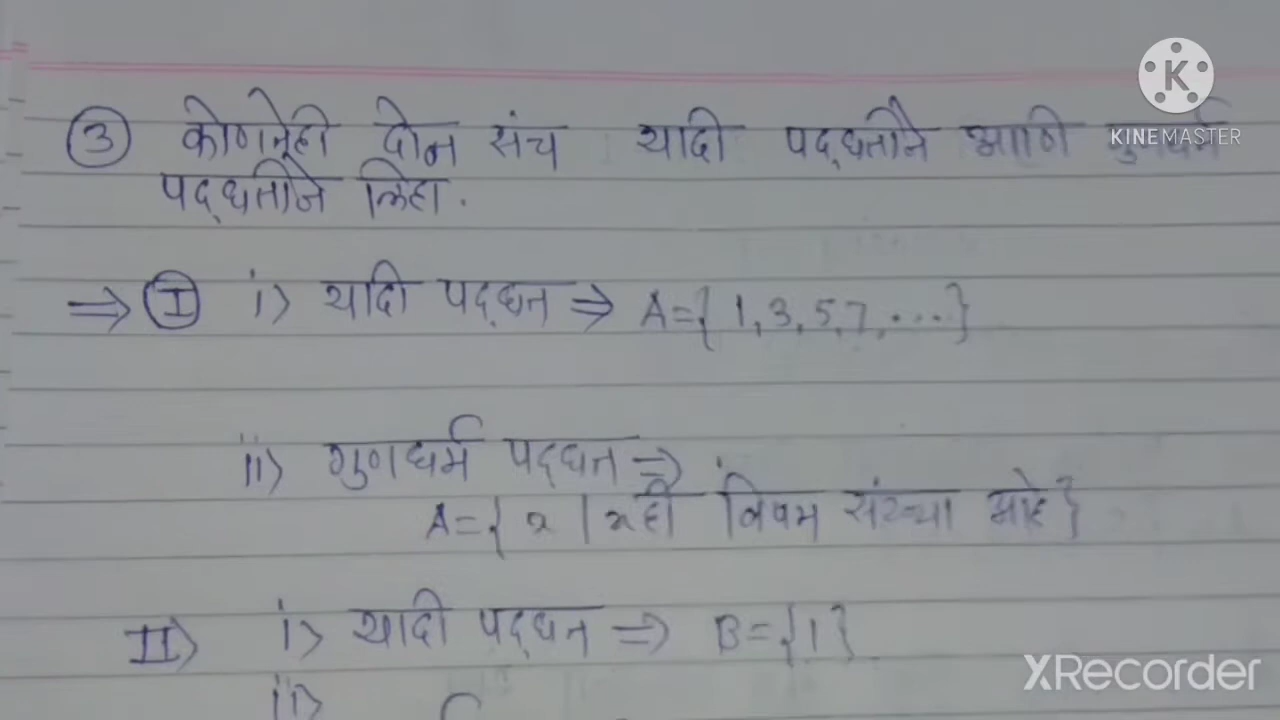 ③ कोणतेही दोन संच यादी पद्धतीने आणि गुणधर्म
पद्धतीने लिहा.
⇒ Ⓘ i) यादी पद्धत ⇒ A={1,3,5,7,....}
ii) गुणधर्म पद्धत ⇒
A={x | x ही विषम संख्या आहे}
II) i) यादी पद्धत ⇒ B={1}
ii)
KINEMASTER
XRecorder